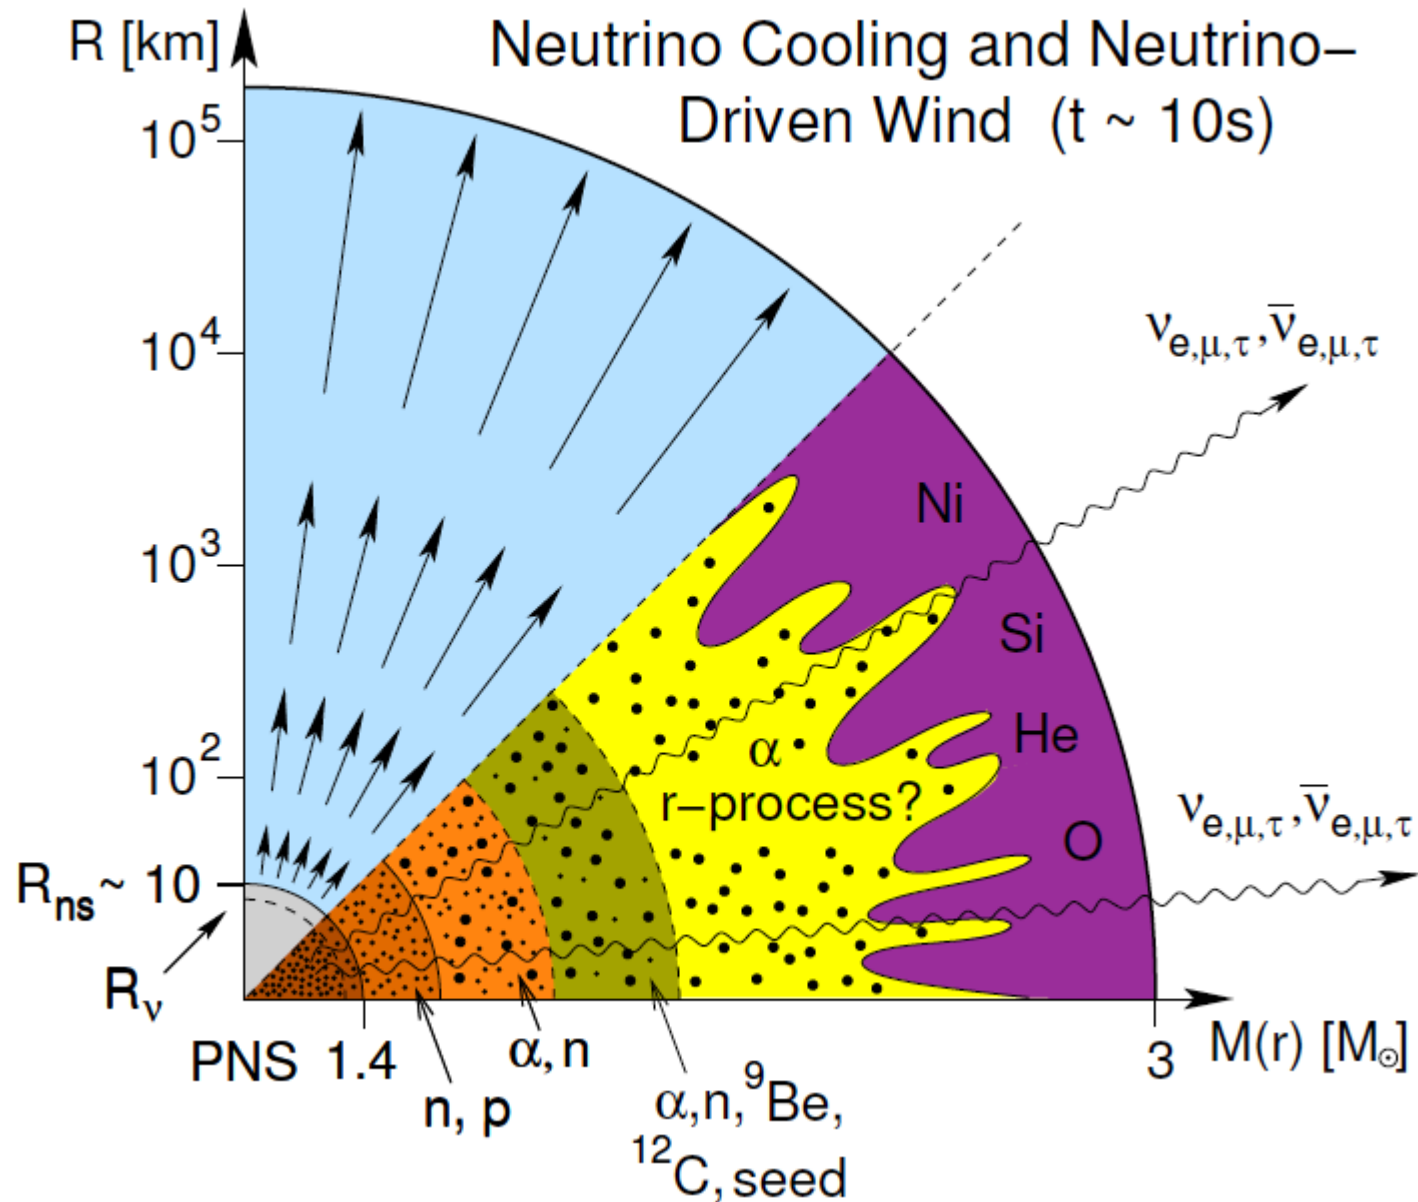 R [km]
Neutrino Cooling and Neutrino–
Driven Wind (t ~ 10s)
10⁵
10⁴
10³
10²
R_ns ~ 10
R_ν
ν_e,μ,τ, ν̄_e,μ,τ
Ni
Si
He
α
r–process?
O
ν_e,μ,τ, ν̄_e,μ,τ
PNS 1.4
α,n
n, p
α,n,⁹Be,
¹²C, seed
3
M(r) [M☉]